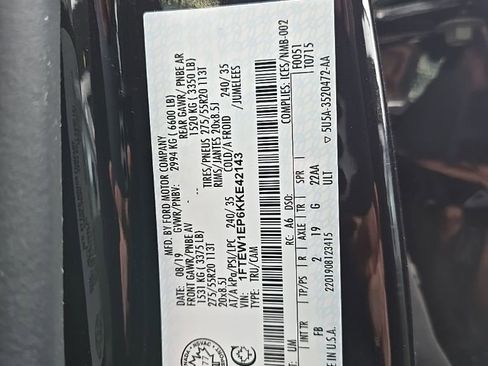 MFD. BY FORD MOTOR COMPANY
08/19 GVWR/PNBV: 2994 KG ( 6600 LB)
FRONT GAWR/ PNBE AV REAR GAWR/ PNBE AR
1531 KG ( 3375 LB) 1520 KG ( 3350 LB)
275/55R20 113T TIRES/PNEUS 275/55R20 113T
20x8.5J RIMS/JANTES 20x8.5J
AT/A kPa/PSI/LPC 240/ 35 COLD/A FROID 240/ 35
1FTEW1EP6KKE42143 /JUMELEES
TYPE: TRU/CAM
COMPLIES: ICES/NMB-002
EXT PNT: UM RC: A6 DSO: F0051
INT TR TP/PS R AXLE TR SPR T0715
FB 2 19 G 22AA
MADE IN U.S.A. 2201908123415 ULT ▽ 5U5A-3520472-AA